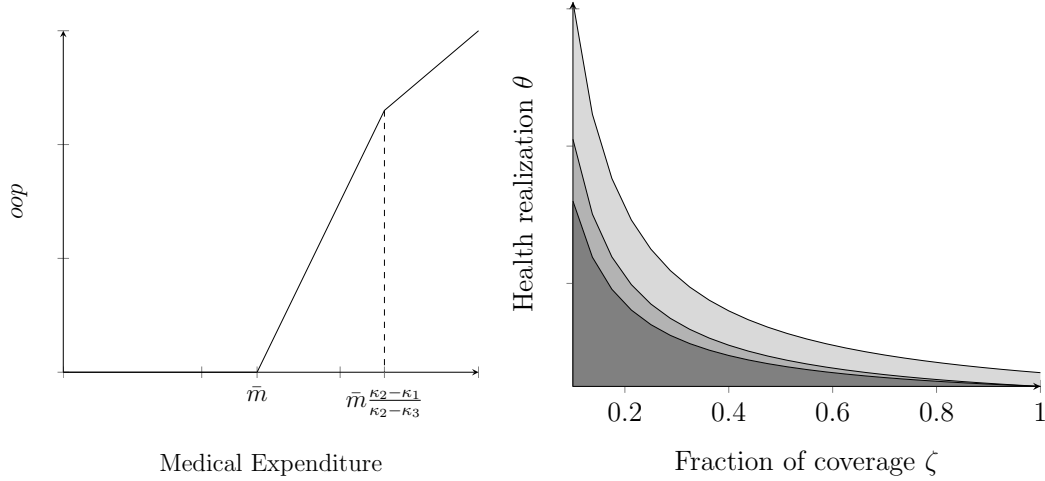 oop
m̄
m̄ κ₂−κ₁ / κ₂−κ₃
Medical Expenditure
Health realization θ
0.2 0.4 0.6 0.8 1
Fraction of coverage ζ